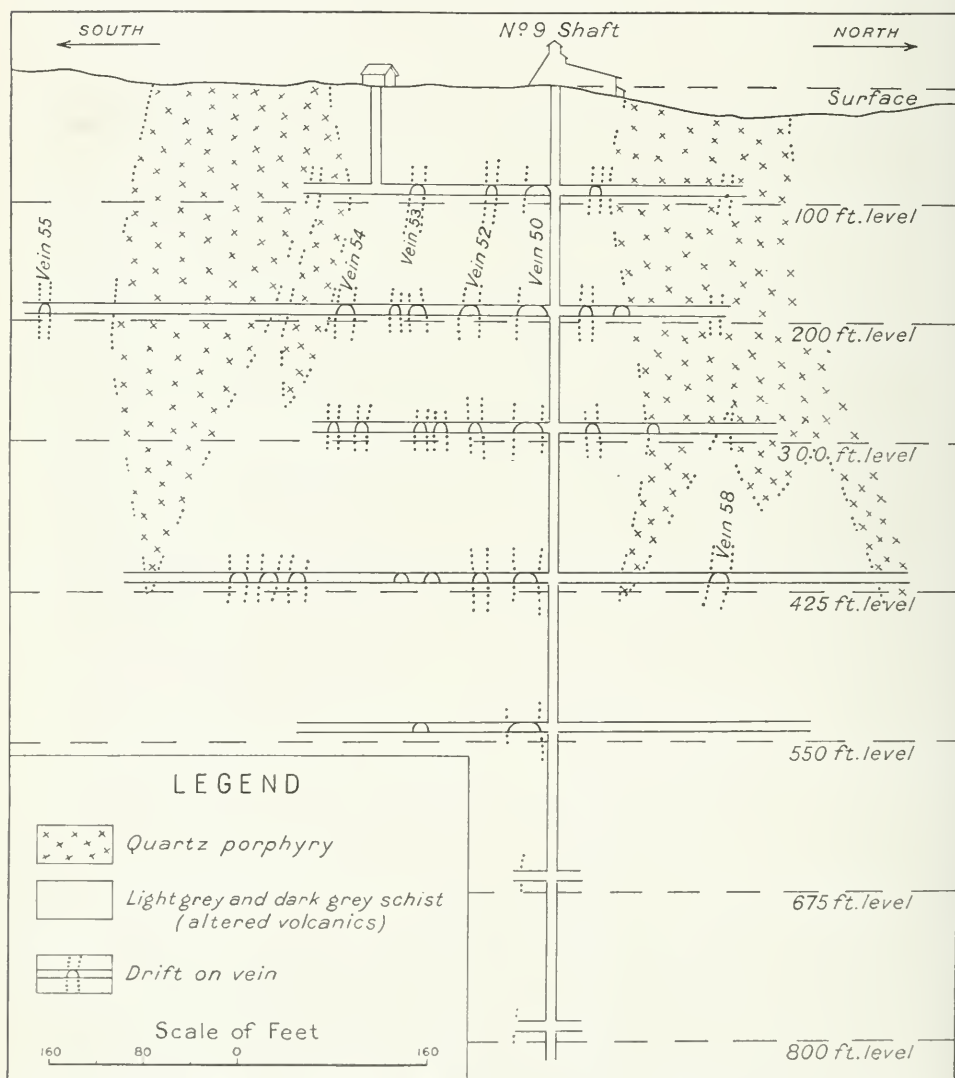 SOUTH
Nº 9 Shaft
NORTH
Surface
100 ft. level
Vein 55
Vein 54
Vein 53
Vein 52
Vein 50
200 ft. level
300 ft. level
Vein 58
425 ft. level
550 ft. level
LEGEND
Quartz porphyry
Light grey and dark grey schist
(altered volcanics)
Drift on vein
Scale of Feet
160 80 0 160
675 ft. level
800 ft. level